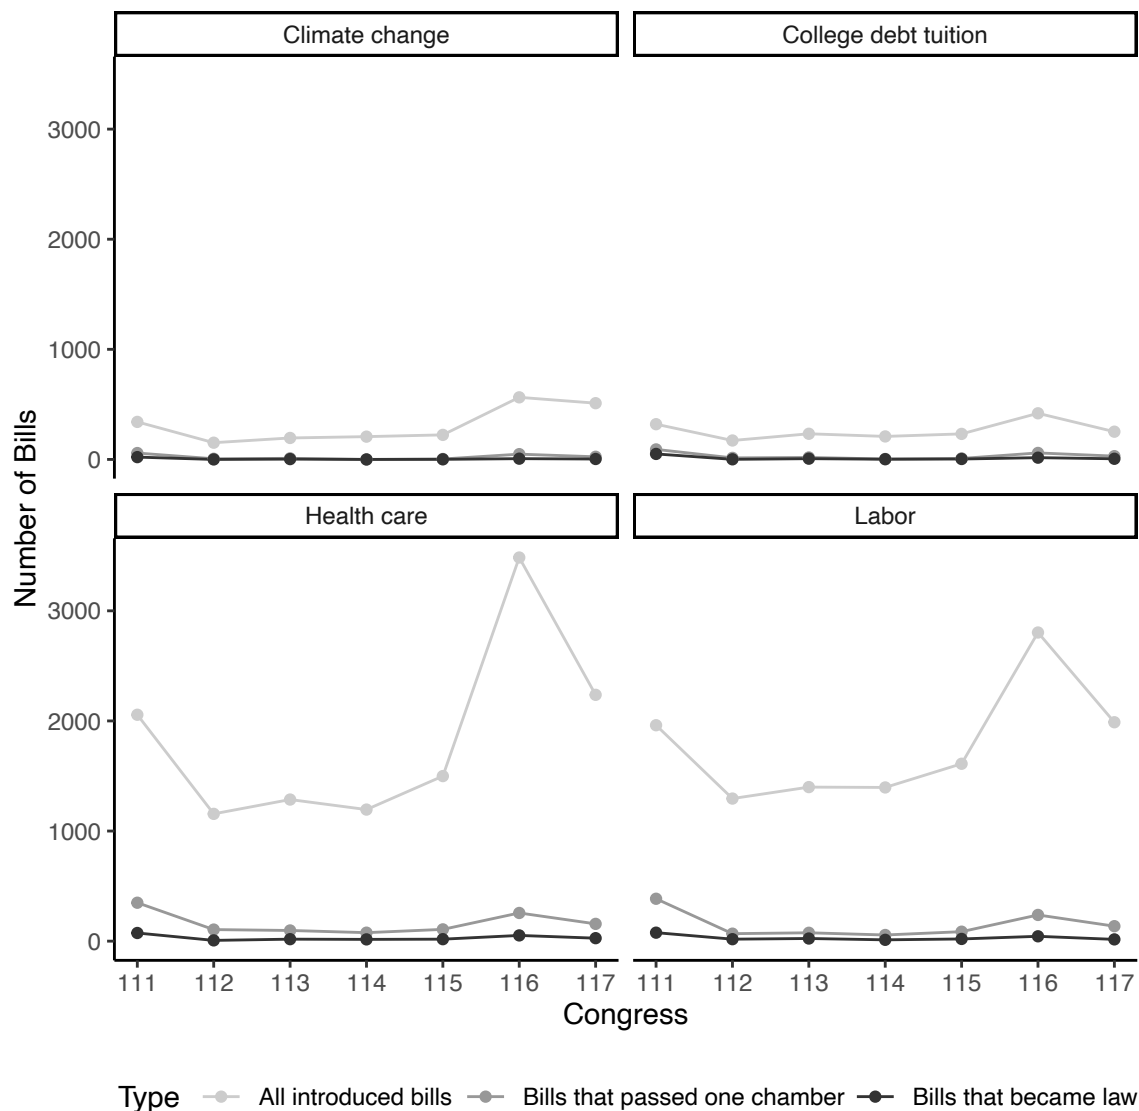 Climate change
College debt tuition
3000
2000
1000
0
Number of Bills
Health care
Labor
3000
2000
1000
0
111 112 113 114 115 116 117
111 112 113 114 115 116 117
Congress
Type All introduced bills Bills that passed one chamber Bills that became law